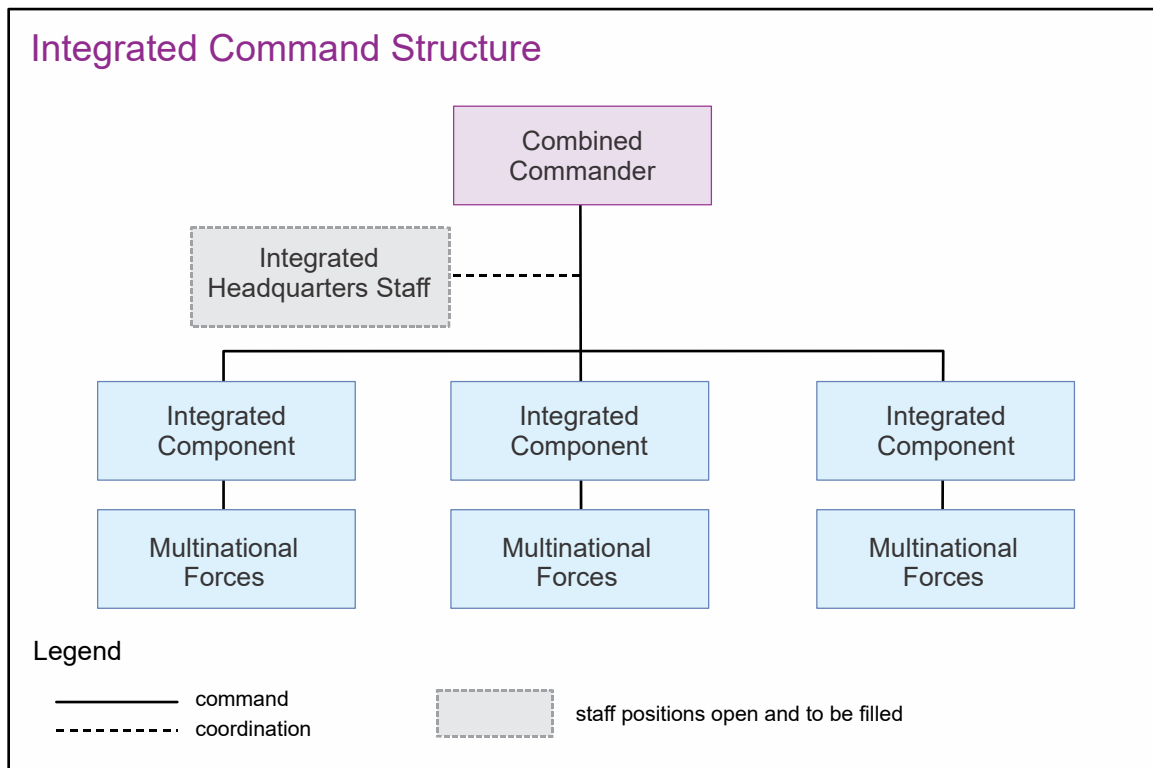 Integrated Command Structure
Combined
Commander
Integrated
Headquarters Staff
Integrated
Component
Integrated
Component
Integrated
Component
Multinational
Forces
Multinational
Forces
Multinational
Forces
Legend
command
coordination
staff positions open and to be filled